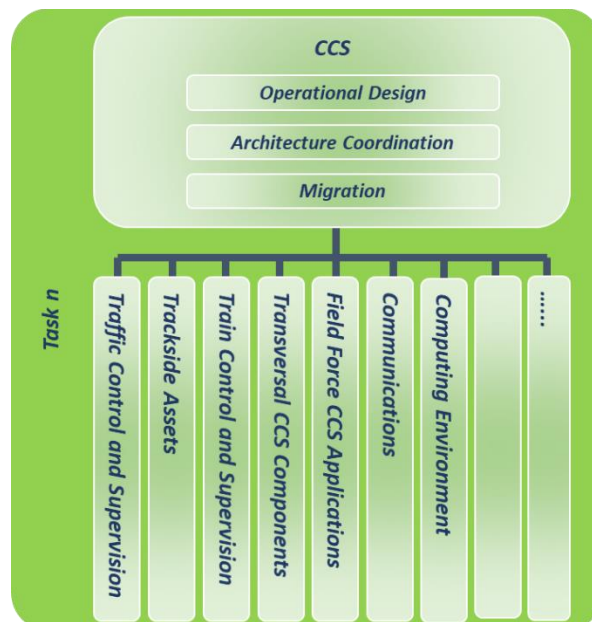 CCS
Operational Design
Architecture Coordination
Migration
Task n
Traffic Control and Supervision
Trackside Assets
Train Control and Supervision
Transversal CCS Components
Field Force CCS Applications
Communications
Computing Environment
.......